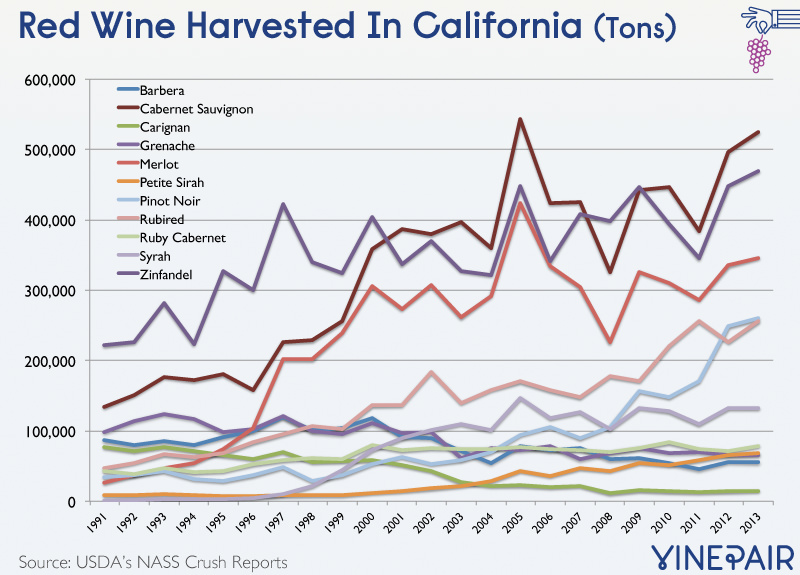 Red Wine Harvested In California (Tons)
600,000
500,000
400,000
300,000
200,000
100,000
0
Barbera
Cabernet Sauvignon
Carignan
Grenache
Merlot
Petite Sirah
Pinot Noir
Rubired
Ruby Cabernet
Syrah
Zinfandel
1991 1992 1993 1994 1995 1996 1997 1998 1999 2000 2001 2002 2003 2004 2005 2006 2007 2008 2009 2010 2011 2012 2013
Source: USDA's NASS Crush Reports
VINEPAIR